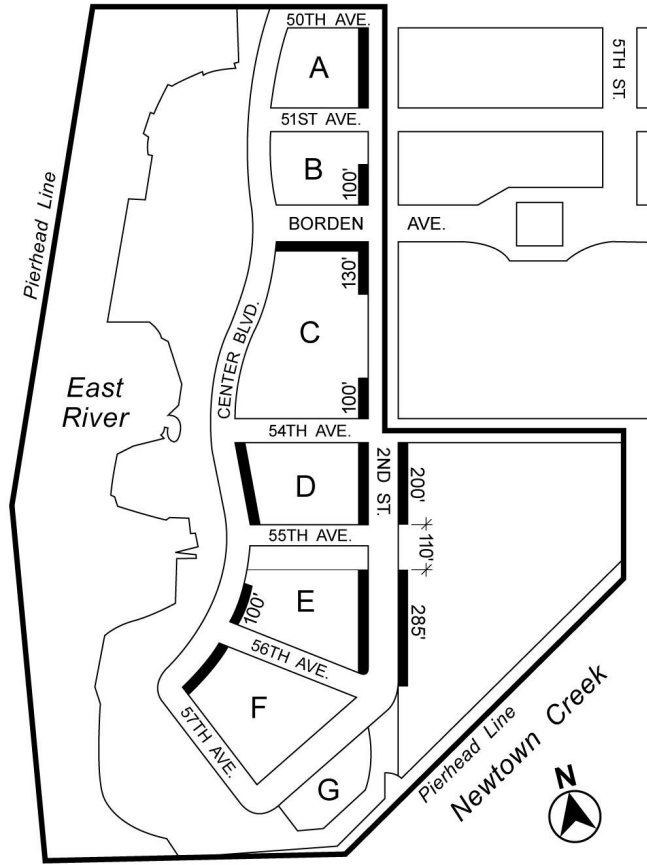 50TH AVE.
A
5TH ST.
51ST AVE.
B
100'
BORDEN AVE.
130'
Pierhead Line
CENTER BLVD.
C
100'
East
River
54TH AVE.
2ND ST.
D
200'
55TH AVE.
110'
E
100'
285'
56TH AVE.
F
57TH AVE.
G
Pierhead Line
Newtown Creek
N